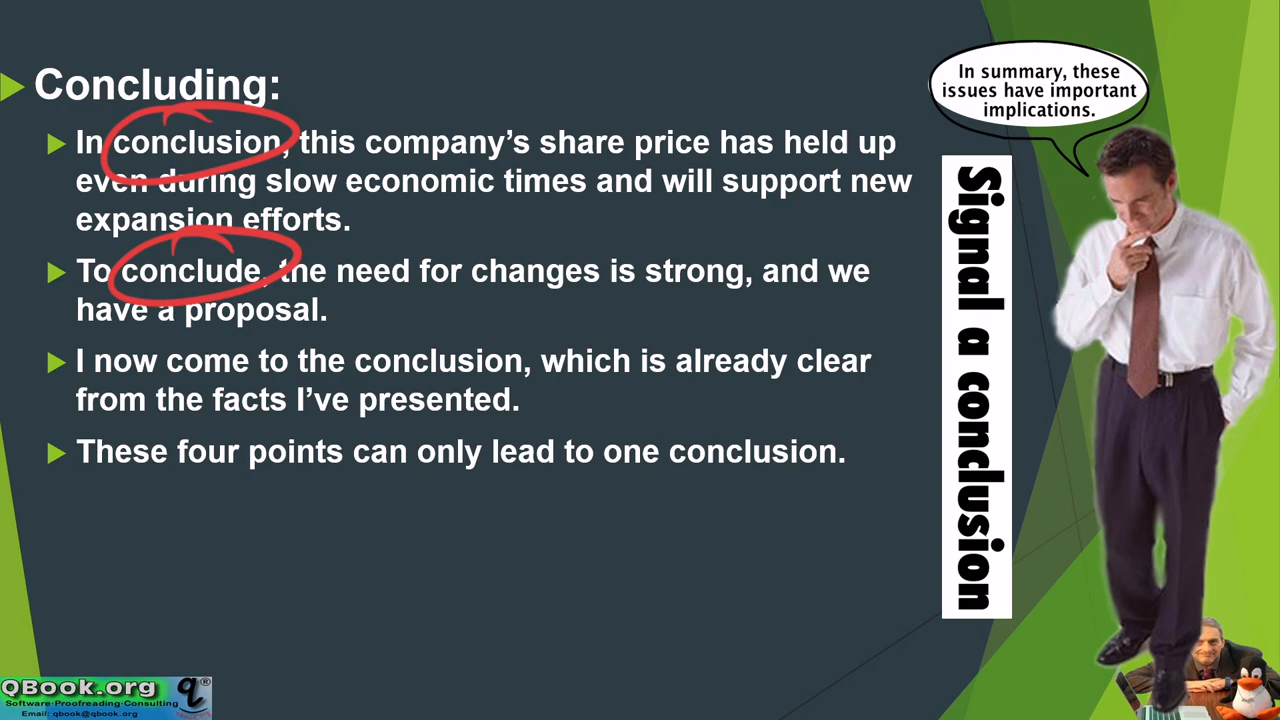 Concluding:
In conclusion, this company’s share price has held up
even during slow economic times and will support new
expansion efforts.
To conclude, the need for changes is strong, and we
have a proposal.
I now come to the conclusion, which is already clear
from the facts I’ve presented.
These four points can only lead to one conclusion.
In summary, these
issues have important
implications.
Signal a conclusion
QBook.org
q®
Software·Proofreading·Consulting
Email: qbook@qbook.org